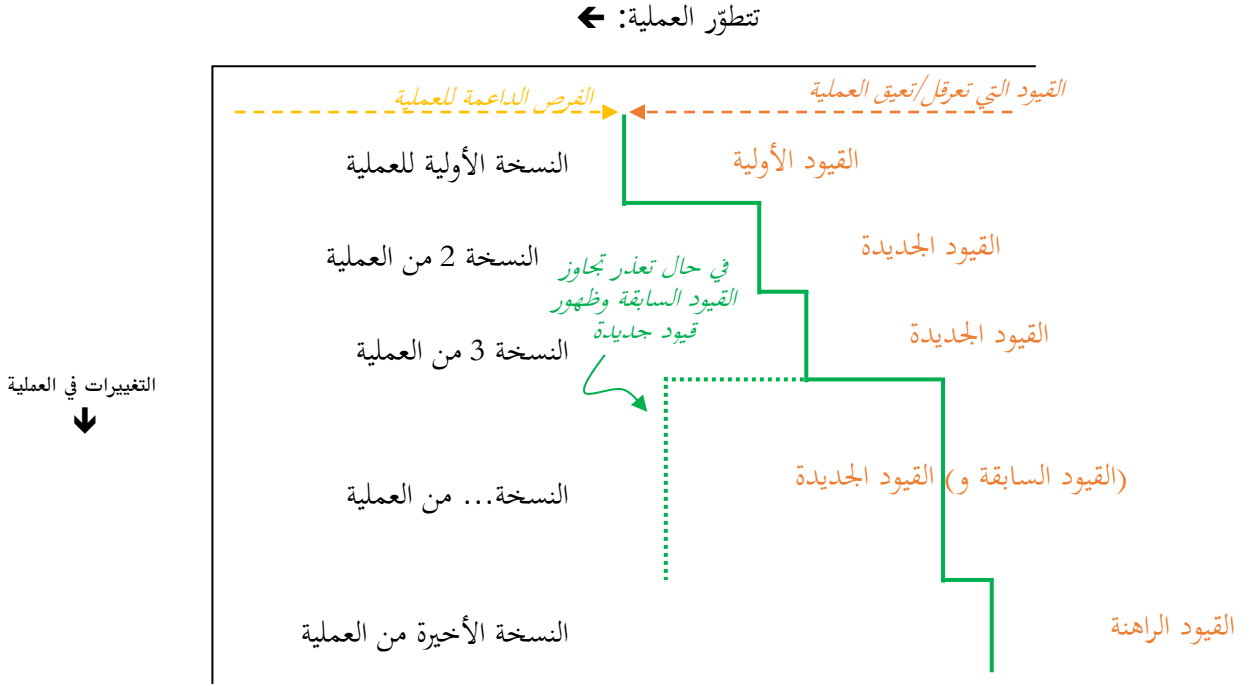 تتطوّر العملية: 🡸
القيود التي تعرقل/تعيق العملية
الفرص الداعمة للعملية
القيود الأولية
النسخة الأولية للعملية
القيود الجديدة
النسخة 2 من العملية
في حال تعذر تجاوز
القيود السابقة وظهور
قيود جديدة
القيود الجديدة
النسخة 3 من العملية
التغييرات في العملية
🡻
(القيود السابقة و) القيود الجديدة
النسخة... من العملية
القيود الراهنة
النسخة الأخيرة من العملية